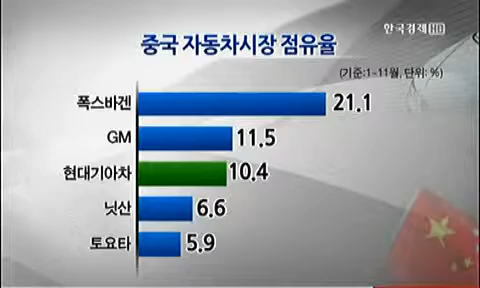 중국 자동차시장 점유율
한국경제 HD
(기준:1-11월, 단위: %)
폭스바겐 21.1
GM 11.5
현대기아차 10.4
닛산 6.6
토요타 5.9